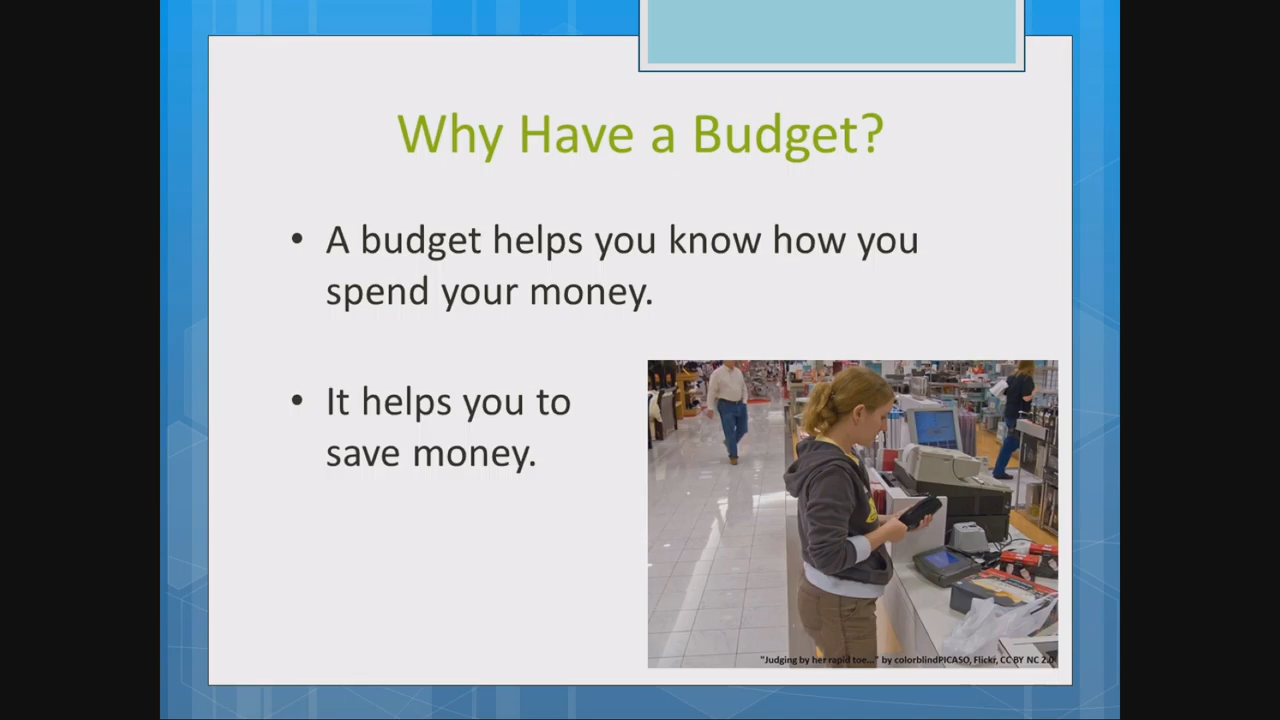 Why Have a Budget?
• A budget helps you know how you
spend your money.
• It helps you to
save money.
"Judging by her rapid toe..." by colorblindPICASO, Flickr, CC BY NC 2.0